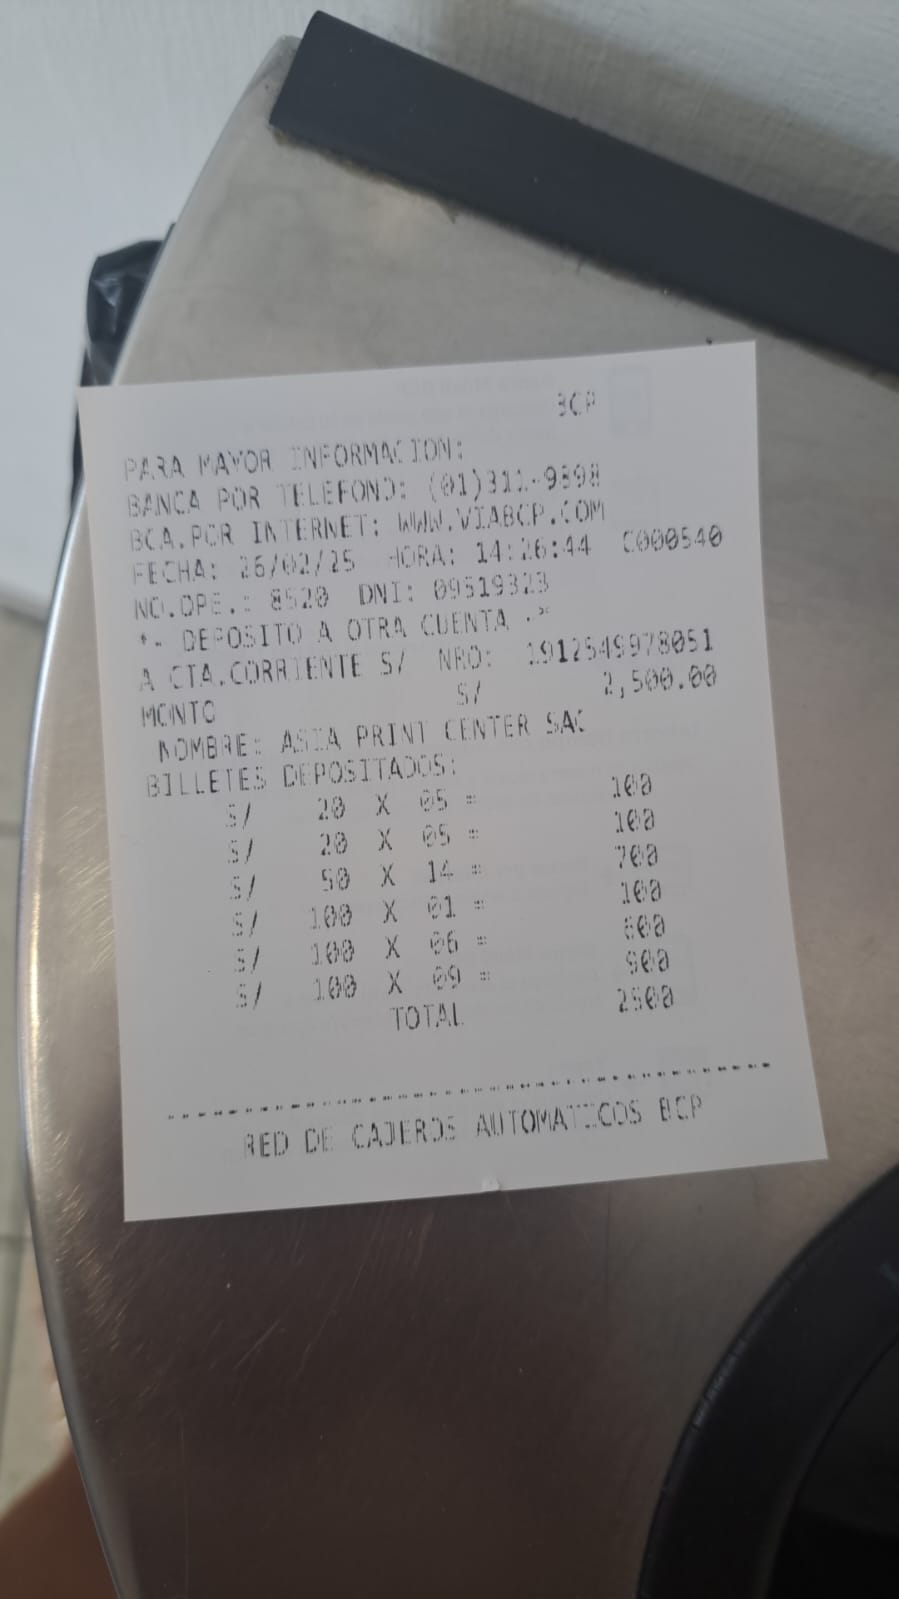 BCP
PARA MAYOR INFORMACION:
BANCA POR TELEFONO: (01)311-9898
BCA.POR INTERNET: WWW.VIABCP.COM
FECHA: 26/02/25 HORA: 14:26:44 C000540
NO.OPE.: 8520 DNI: 09519323
*- DEPOSITO A OTRA CUENTA -*
A CTA.CORRIENTE S/ NRO: 1912549978051
MONTO S/ 2,500.00
NOMBRE: ASIA PRINT CENTER SAC
BILLETES DEPOSITADOS:
S/ 20 X 05 = 100
S/ 20 X 05 = 100
S/ 50 X 14 = 700
S/ 100 X 01 = 100
S/ 100 X 06 = 600
S/ 100 X 09 = 900
TOTAL 2500
RED DE CAJEROS AUTOMATICOS BCP